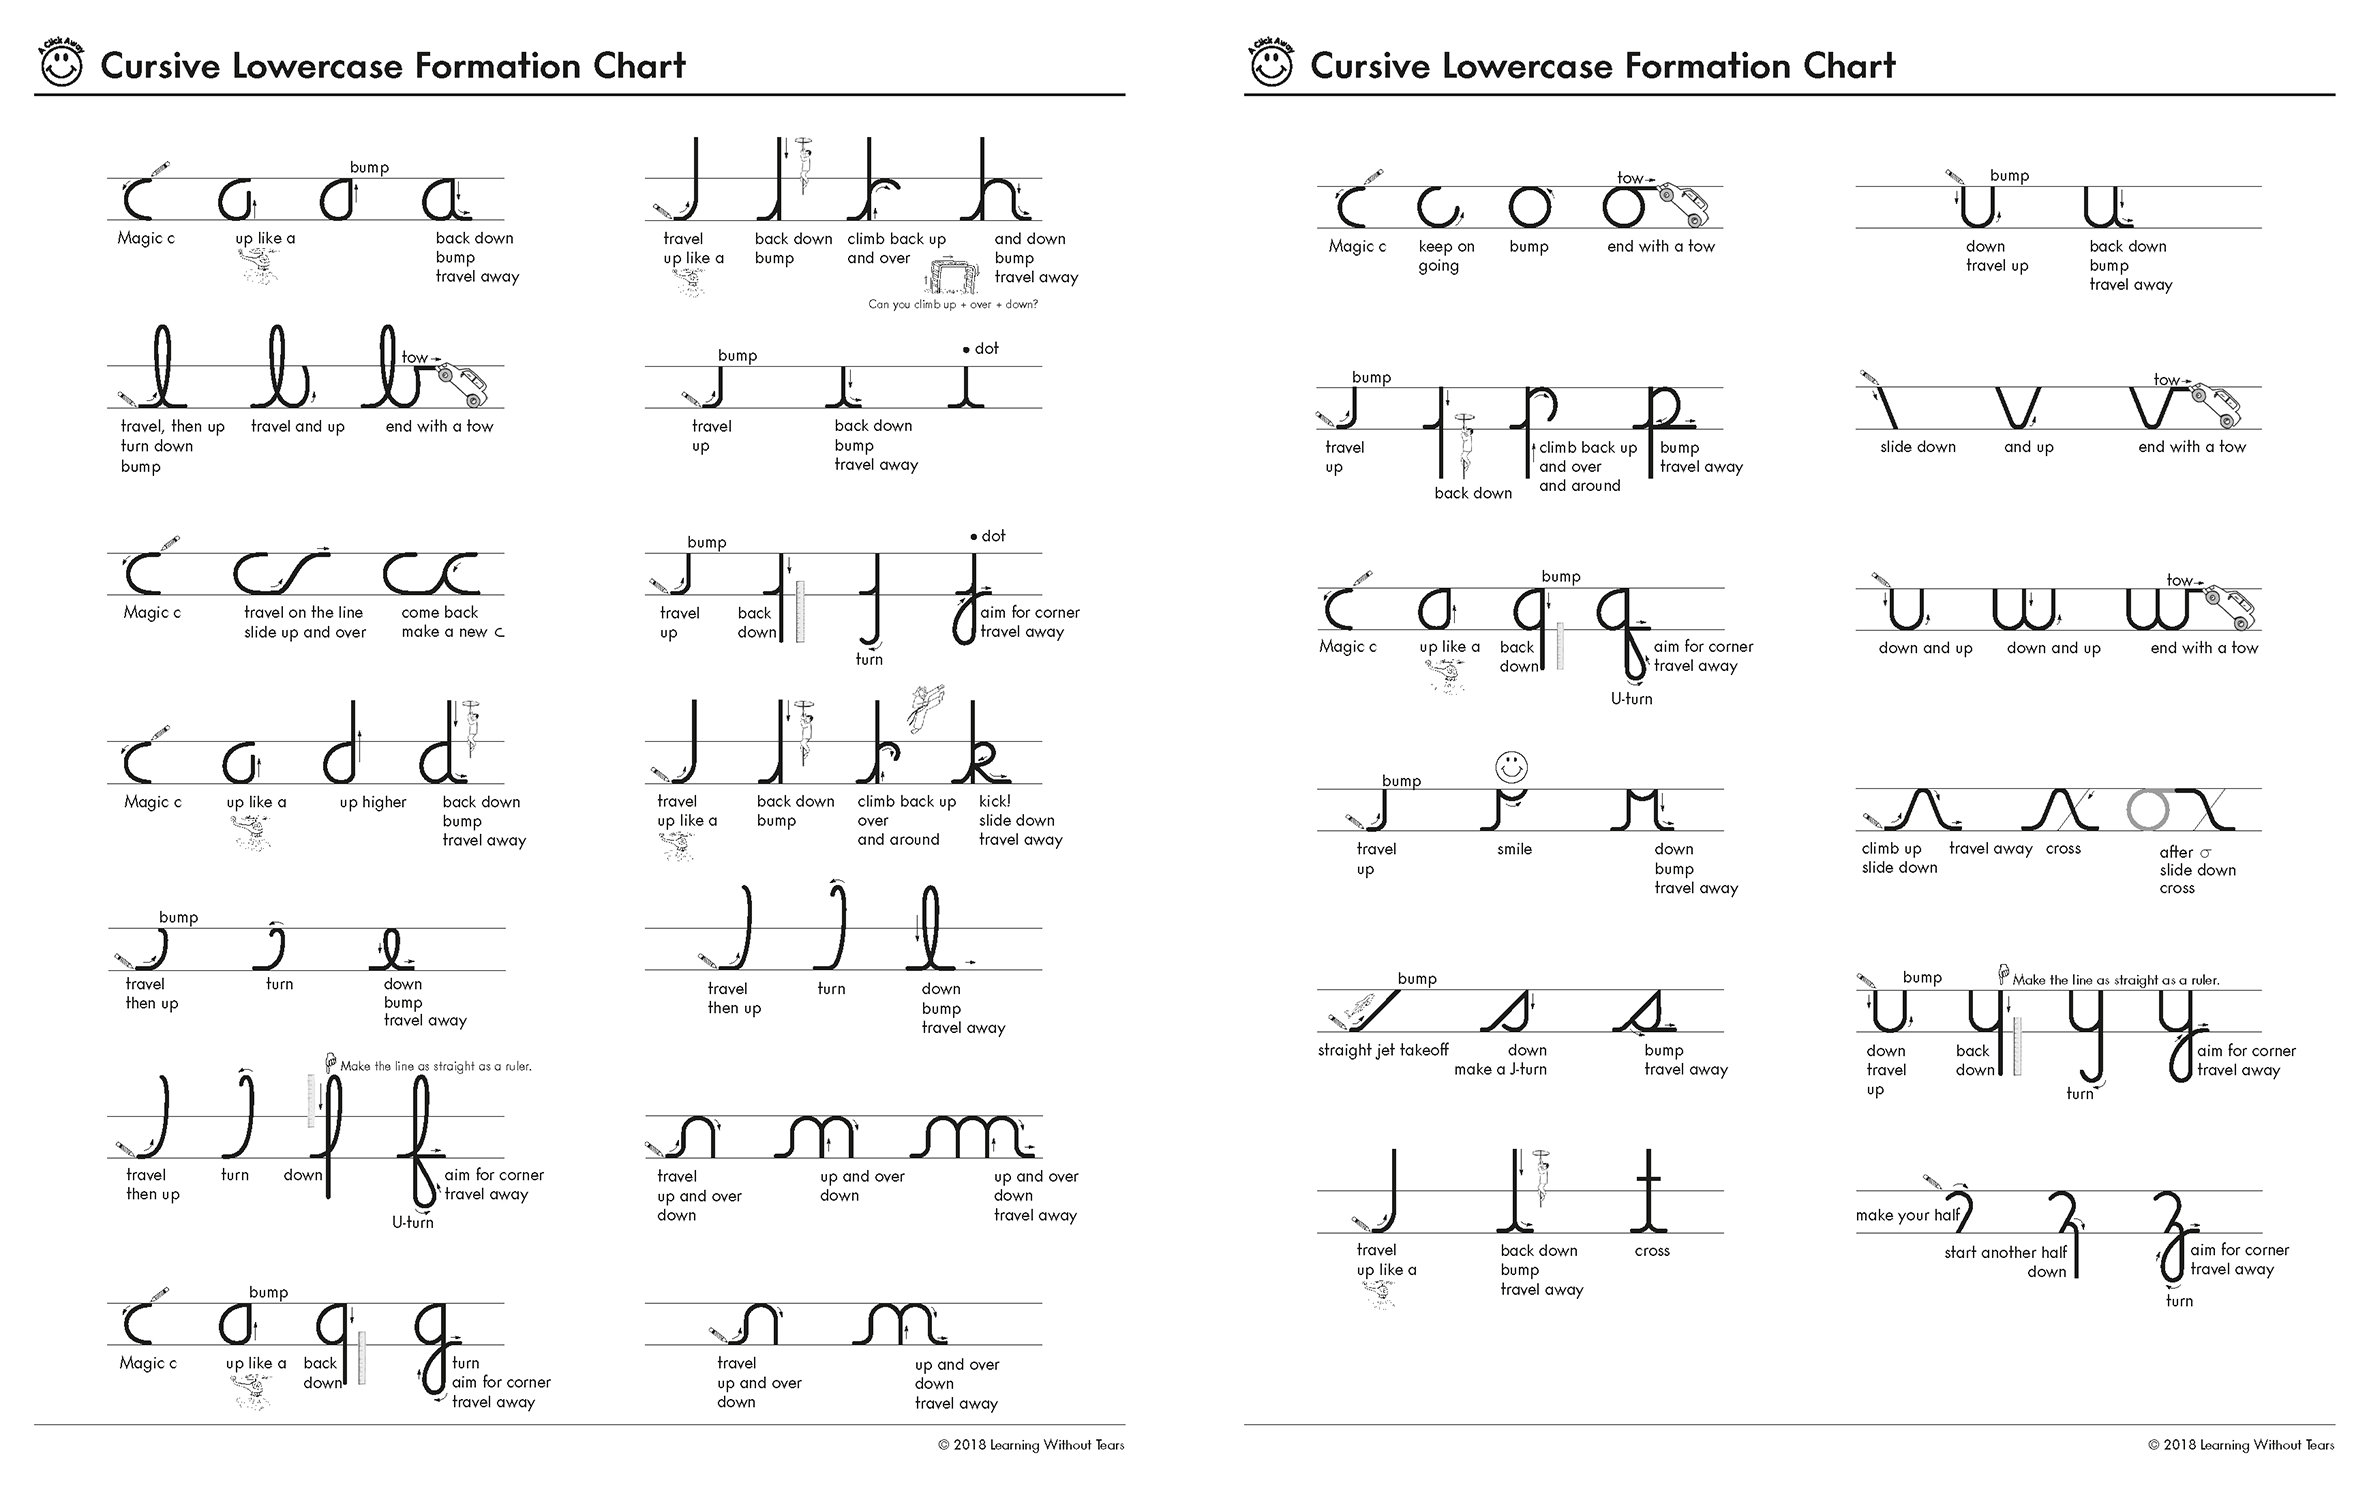 A Click Away
Cursive Lowercase Formation Chart
bump
Magic c
up like a
back down
bump
travel away
tow
travel, then up
turn down
bump
travel and up
end with a tow
Magic c
travel on the line
slide up and over
come back
make a new c
Magic c
up like a
up higher
back down
bump
travel away
bump
travel
then up
turn
down
bump
travel away
Make the line as straight as a ruler.
travel
then up
turn
down
aim for corner
travel away
U-turn
bump
Magic c
up like a
back
down
turn
aim for corner
travel away
travel
up like a
back down
bump
climb back up
and over
and down
bump
travel away
Can you climb up + over + down?
bump
dot
travel
up
back down
bump
travel away
bump
dot
travel
up
back
down
turn
aim for corner
travel away
travel
up like a
back down
bump
climb back up
over
and around
kick!
slide down
travel away
travel
then up
turn
down
bump
travel away
travel
up and over
down
up and over
down
up and over
down
travel away
travel
up and over
down
up and over
down
travel away
© 2018 Learning Without Tears
A Click Away
Cursive Lowercase Formation Chart
tow
Magic c
keep on
going
bump
end with a tow
bump
travel
up
back down
climb back up
and over
and around
bump
travel away
bump
Magic c
up like a
back
down
aim for corner
travel away
U-turn
bump
travel
up
smile
down
bump
travel away
bump
straight jet takeoff
down
make a J-turn
bump
travel away
travel
up like a
back down
bump
travel away
cross
bump
down
travel up
back down
bump
travel away
tow
slide down
and up
end with a tow
tow
down and up
down and up
end with a tow
climb up
slide down
travel away
cross
after o
slide down
cross
bump
Make the line as straight as a ruler.
down
travel
up
back
down
turn
aim for corner
travel away
make your half
start another half
down
aim for corner
travel away
turn
© 2018 Learning Without Tears